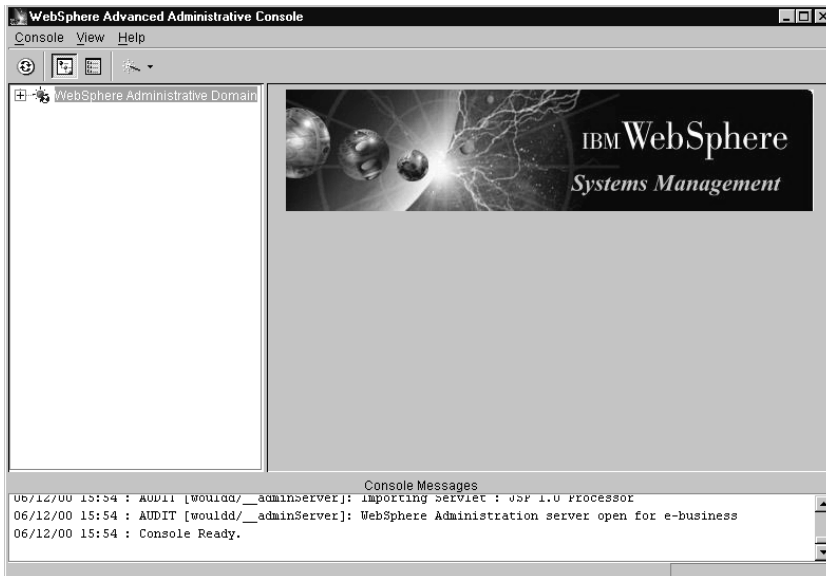 WebSphere Advanced Administrative Console
Console View Help
WebSphere Administrative Domain
IBM WebSphere
Systems Management
Console Messages
06/12/00 15:54 : AUDIT [wouldd/__adminServer]: Importing Servlet : JSP 1.0 Processor
06/12/00 15:54 : AUDIT [wouldd/__adminServer]: WebSphere Administration server open for e-business
06/12/00 15:54 : Console Ready.